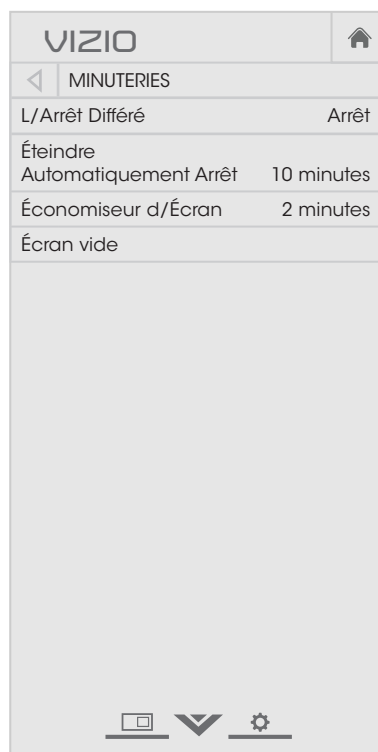 VIZIO
MINUTERIES
L/Arrêt Différé Arrêt
Éteindre
Automatiquement Arrêt 10 minutes
Économiseur d/Écran 2 minutes
Écran vide